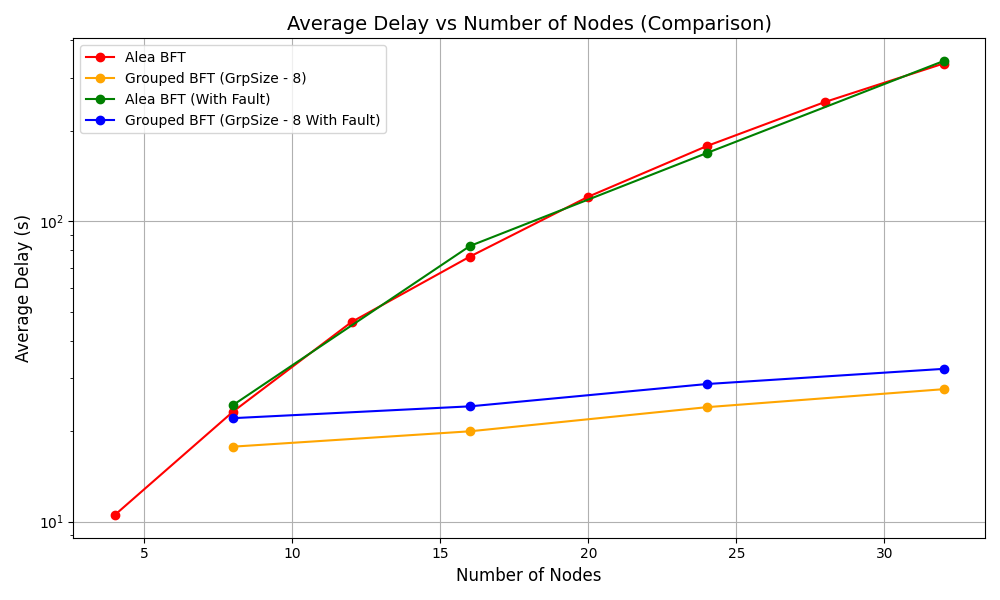 Average Delay vs Number of Nodes (Comparison)
Alea BFT
Grouped BFT (GrpSize - 8)
Alea BFT (With Fault)
Grouped BFT (GrpSize - 8 With Fault)
Average Delay (s)
10²
10¹
5 10 15 20 25 30
Number of Nodes